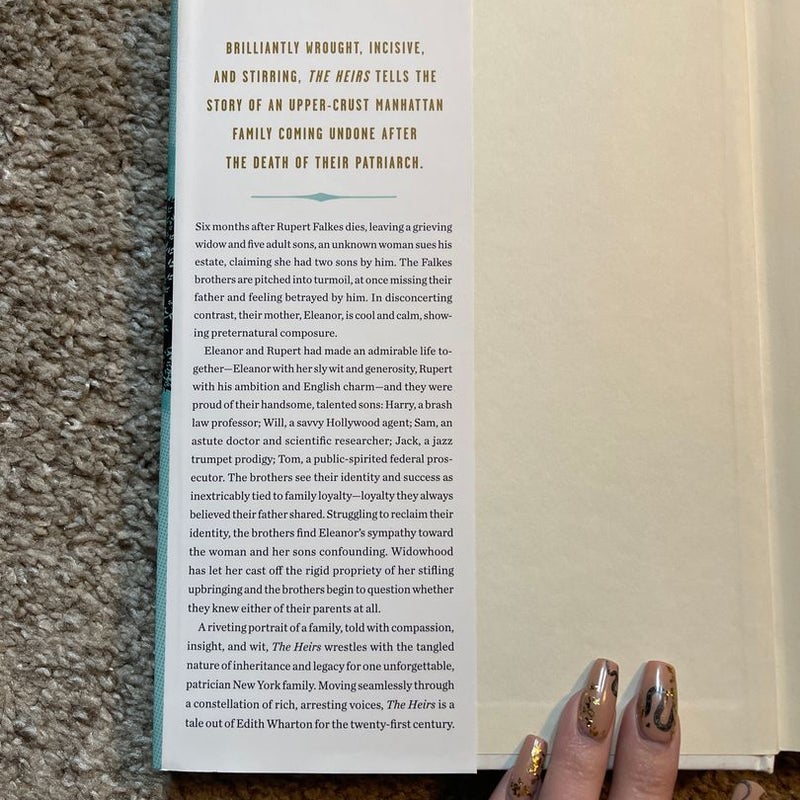 BRILLIANTLY WROUGHT, INCISIVE,
AND STIRRING, THE HEIRS TELLS THE
STORY OF AN UPPER-CRUST MANHATTAN
FAMILY COMING UNDONE AFTER
THE DEATH OF THEIR PATRIARCH.
Six months after Rupert Falkes dies, leaving a grieving
widow and five adult sons, an unknown woman sues his
estate, claiming she had two sons by him. The Falkes
brothers are pitched into turmoil, at once missing their
father and feeling betrayed by him. In disconcerting
contrast, their mother, Eleanor, is cool and calm, show-
ing preternatural composure.
Eleanor and Rupert had made an admirable life to-
gether—Eleanor with her sly wit and generosity, Rupert
with his ambition and English charm—and they were
proud of their handsome, talented sons: Harry, a brash
law professor; Will, a savvy Hollywood agent; Sam, an
astute doctor and scientific researcher; Jack, a jazz
trumpet prodigy; Tom, a public-spirited federal pros-
ecutor. The brothers see their identity and success as
inextricably tied to family loyalty—loyalty they always
believed their father shared. Struggling to reclaim their
identity, the brothers find Eleanor's sympathy toward
the woman and her sons confounding. Widowhood
has let her cast off the rigid propriety of her stifling
upbringing and the brothers begin to question whether
they knew either of their parents at all.
A riveting portrait of a family, told with compassion,
insight, and wit, The Heirs wrestles with the tangled
nature of inheritance and legacy for one unforgettable,
patrician New York family. Moving seamlessly through
a constellation of rich, arresting voices, The Heirs is a
tale out of Edith Wharton for the twenty-first century.